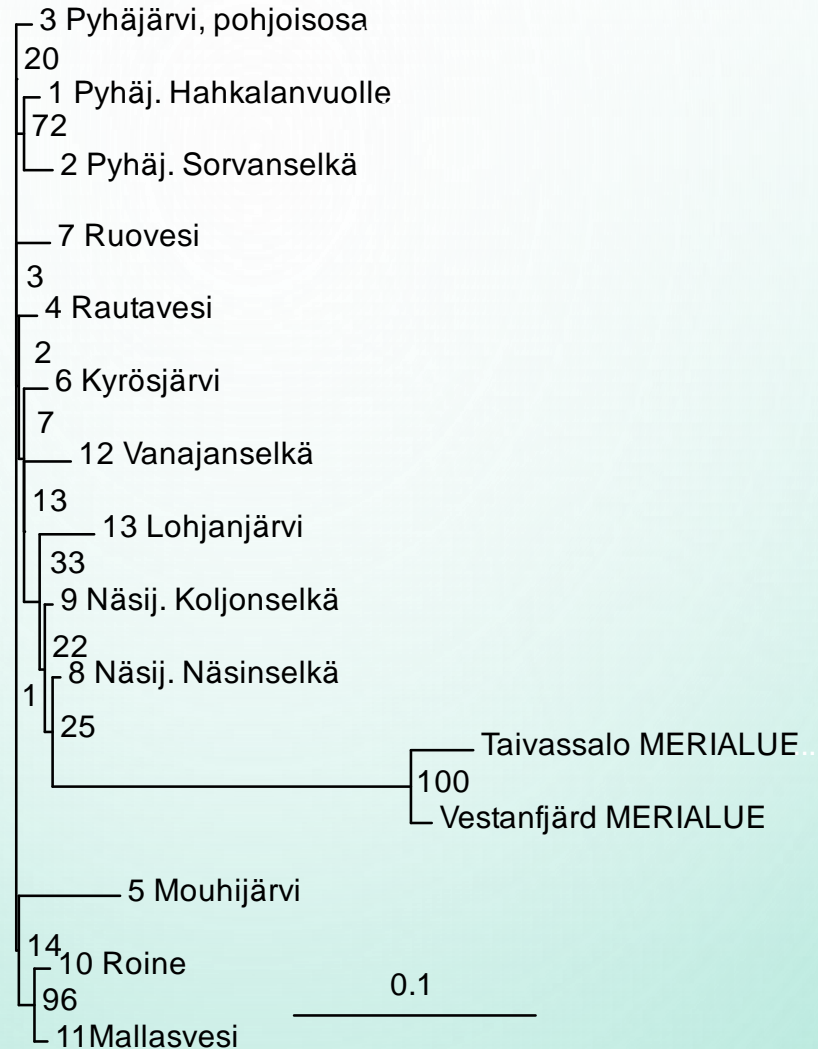 3 Pyhäjärvi, pohjoisosa
20
1 Pyhäj. Hahkalanvuolle
72
2 Pyhäj. Sorvanselkä
7 Ruovesi
3
4 Rautavesi
2
6 Kyrösjärvi
7
12 Vanajanselkä
13
13 Lohjanjärvi
33
9 Näsij. Koljonselkä
22
8 Näsij. Näsinselkä
1
25
Taivassalo MERIALUE...
100
Vestanfjärd MERIALUE
5 Mouhijärvi
14
10 Roine
0.1
96
11Mallasvesi